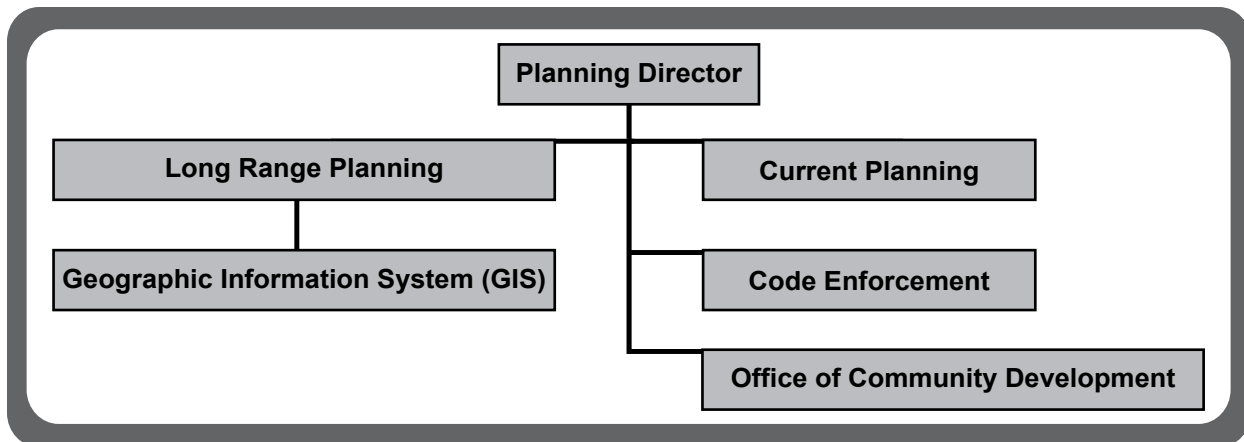 Planning Director
Long Range Planning
Current Planning
Geographic Information System (GIS)
Code Enforcement
Office of Community Development